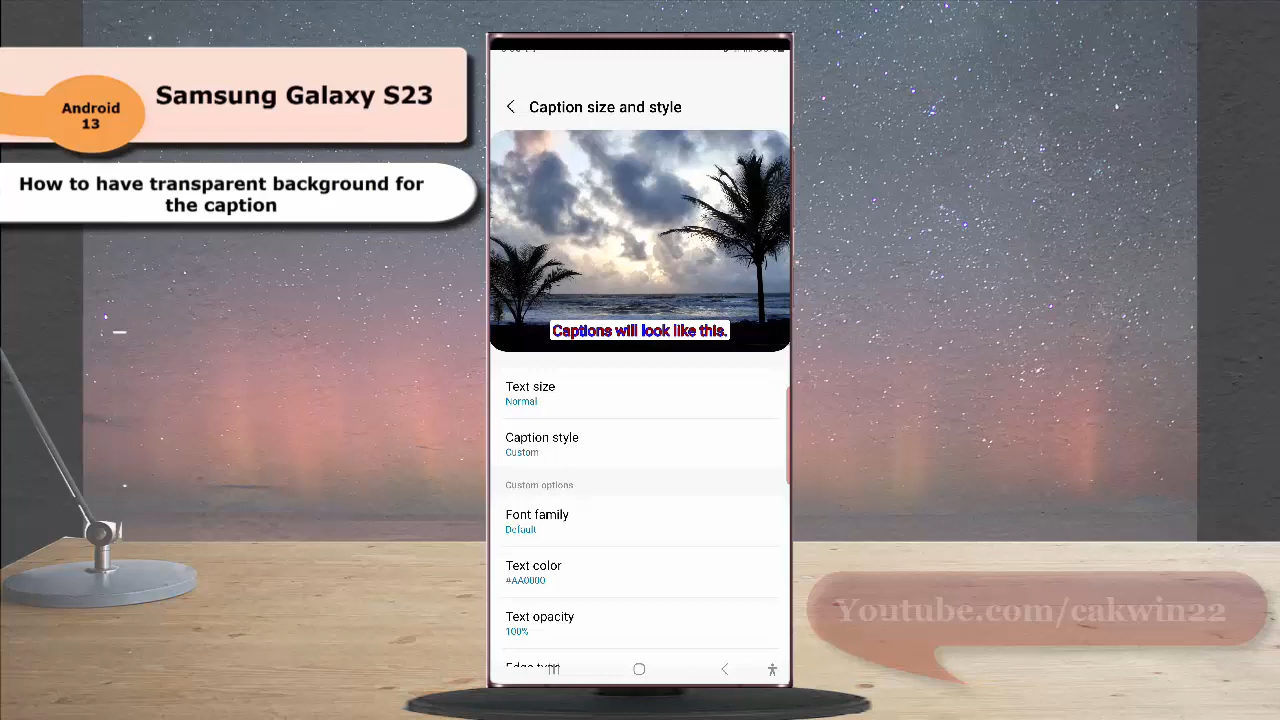 Samsung Galaxy S23
Android
13
How to have transparent background for
the caption
Caption size and style
Captions will look like this.
Text size
Normal
Caption style
Custom
Custom options
Font family
Default
Text color
#AA0000
Text opacity
100%
Edge type
Youtube.com/cakwin22